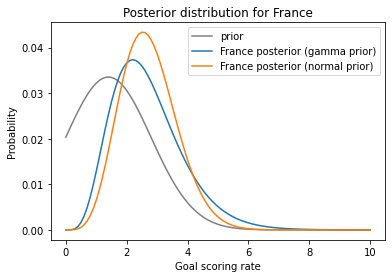 Posterior distribution for France
prior
France posterior (gamma prior)
France posterior (normal prior)
Probability
0.04
0.03
0.02
0.01
0.00
0 2 4 6 8 10
Goal scoring rate